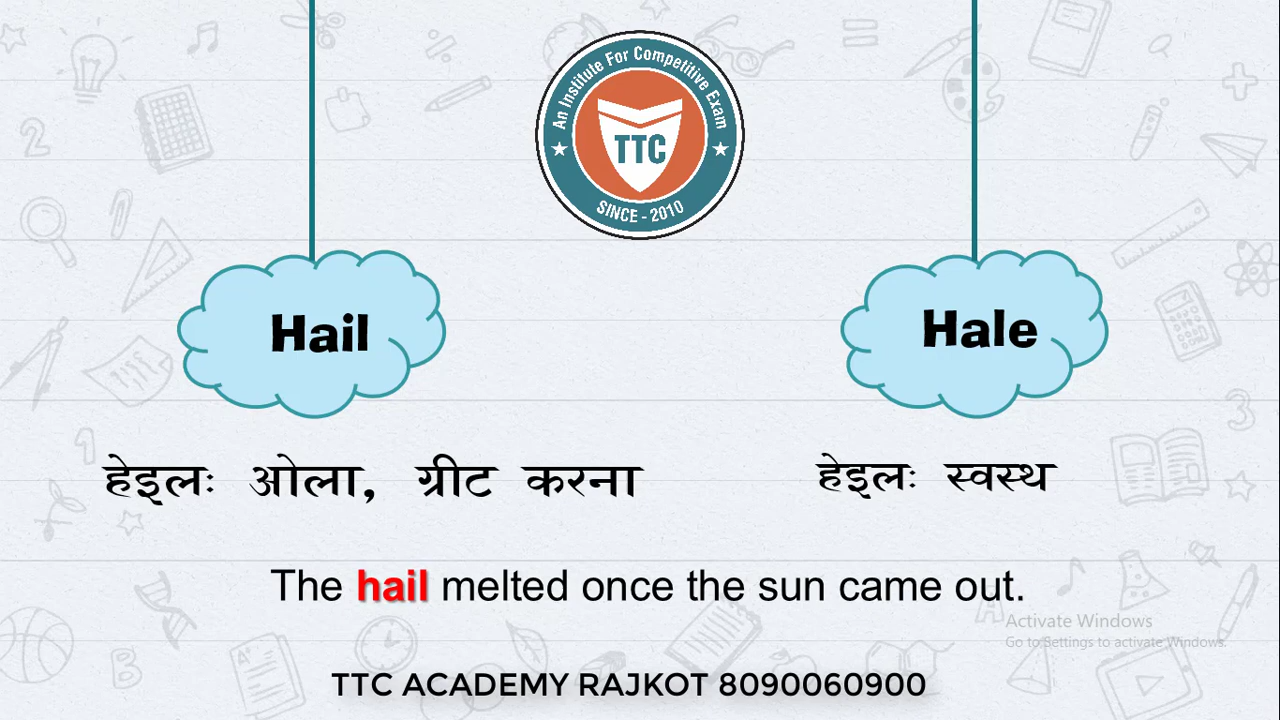 An Institute For Competitive Exam
TTC
SINCE - 2010
Hail
Hale
हेइलः ओला, ग्रीट करना
हेइलः स्वस्थ
The hail melted once the sun came out.
Activate Windows
Go to Settings to activate Windows.
TTC ACADEMY RAJKOT 8090060900